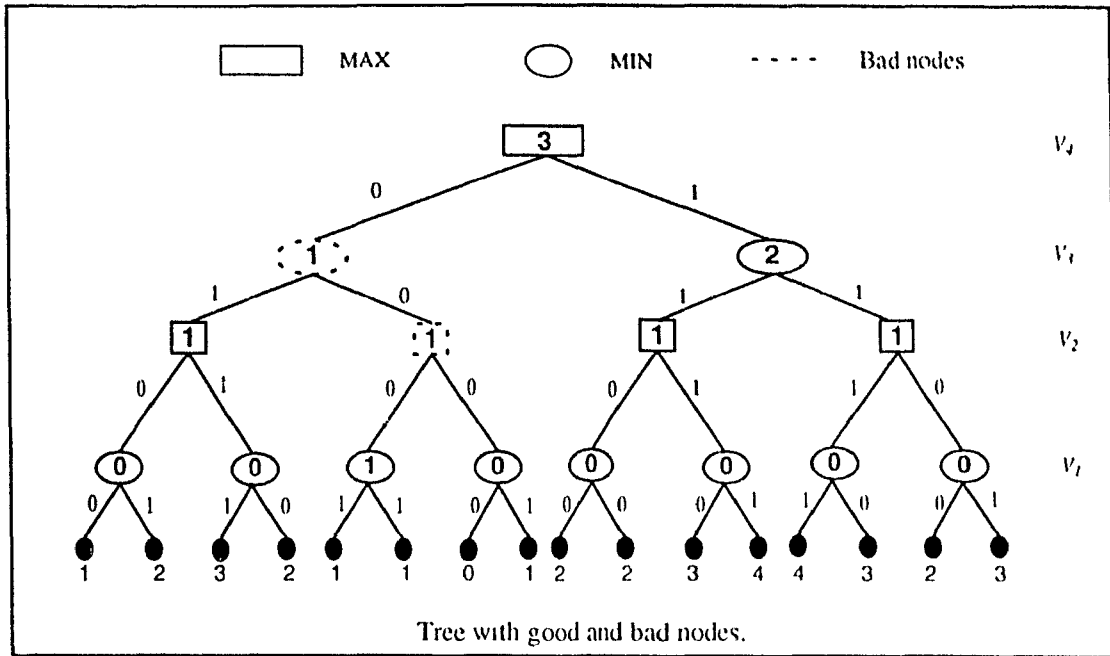 MAX MIN Bad nodes
3 V4
0 1
1 2 V3
1 0 1 1
1 1 1 1 V2
0 1 0 0 0 1 1 0
0 0 1 0 0 0 0 0 V1
0 1 1 0 1 1 0 1 0 0 0 1 1 0 0 1
1 2 3 2 1 1 0 1 2 2 3 4 4 3 2 3
Tree with good and bad nodes.